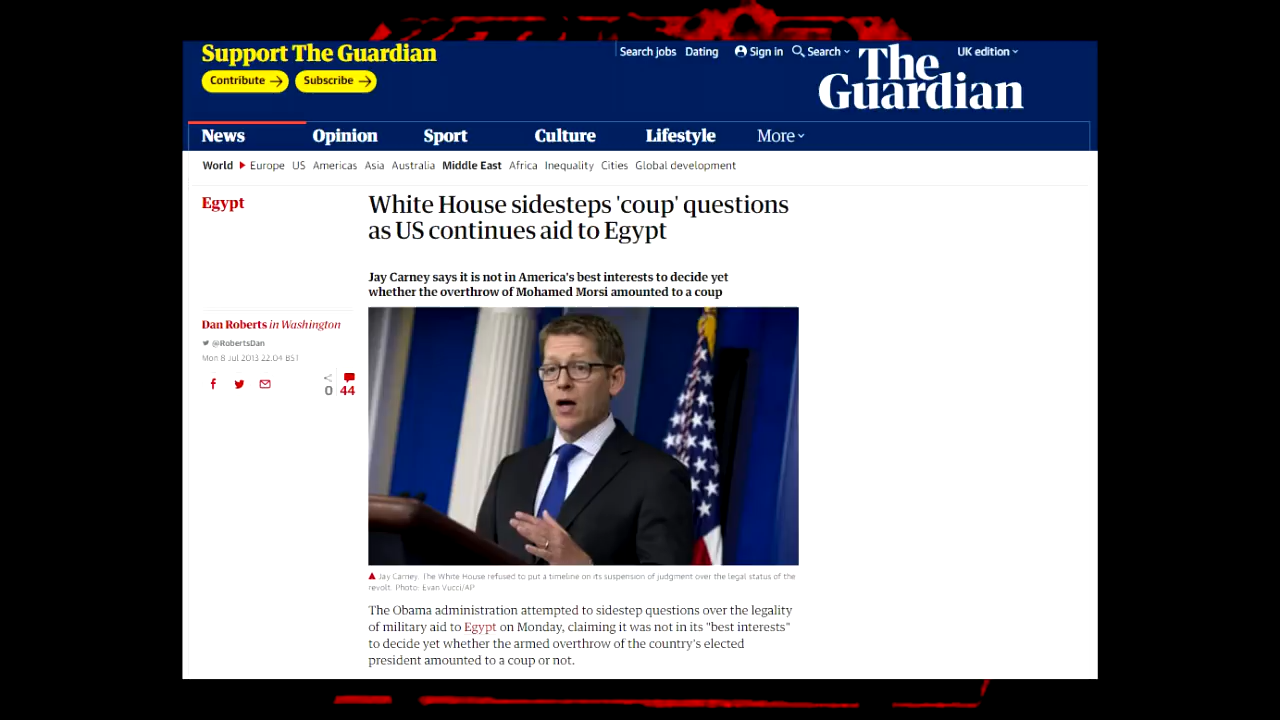 Support The Guardian
Contribute
Subscribe
Search jobs Dating Sign in Search UK edition
The
Guardian
News Opinion Sport Culture Lifestyle More
World Europe US Americas Asia Australia Middle East Africa Inequality Cities Global development
Egypt
White House sidesteps 'coup' questions
as US continues aid to Egypt
Jay Carney says it is not in America's best interests to decide yet
whether the overthrow of Mohamed Morsi amounted to a coup
Dan Roberts in Washington
@RobertsDan
Mon 8 Jul 2013 22.04 BST
0 44
Jay Carney. The White House refused to put a timeline on its suspension of judgment over the legal status of the
revolt. Photo: Evan Vucci/AP
The Obama administration attempted to sidestep questions over the legality
of military aid to Egypt on Monday, claiming it was not in its "best interests"
to decide yet whether the armed overthrow of the country's elected
president amounted to a coup or not.